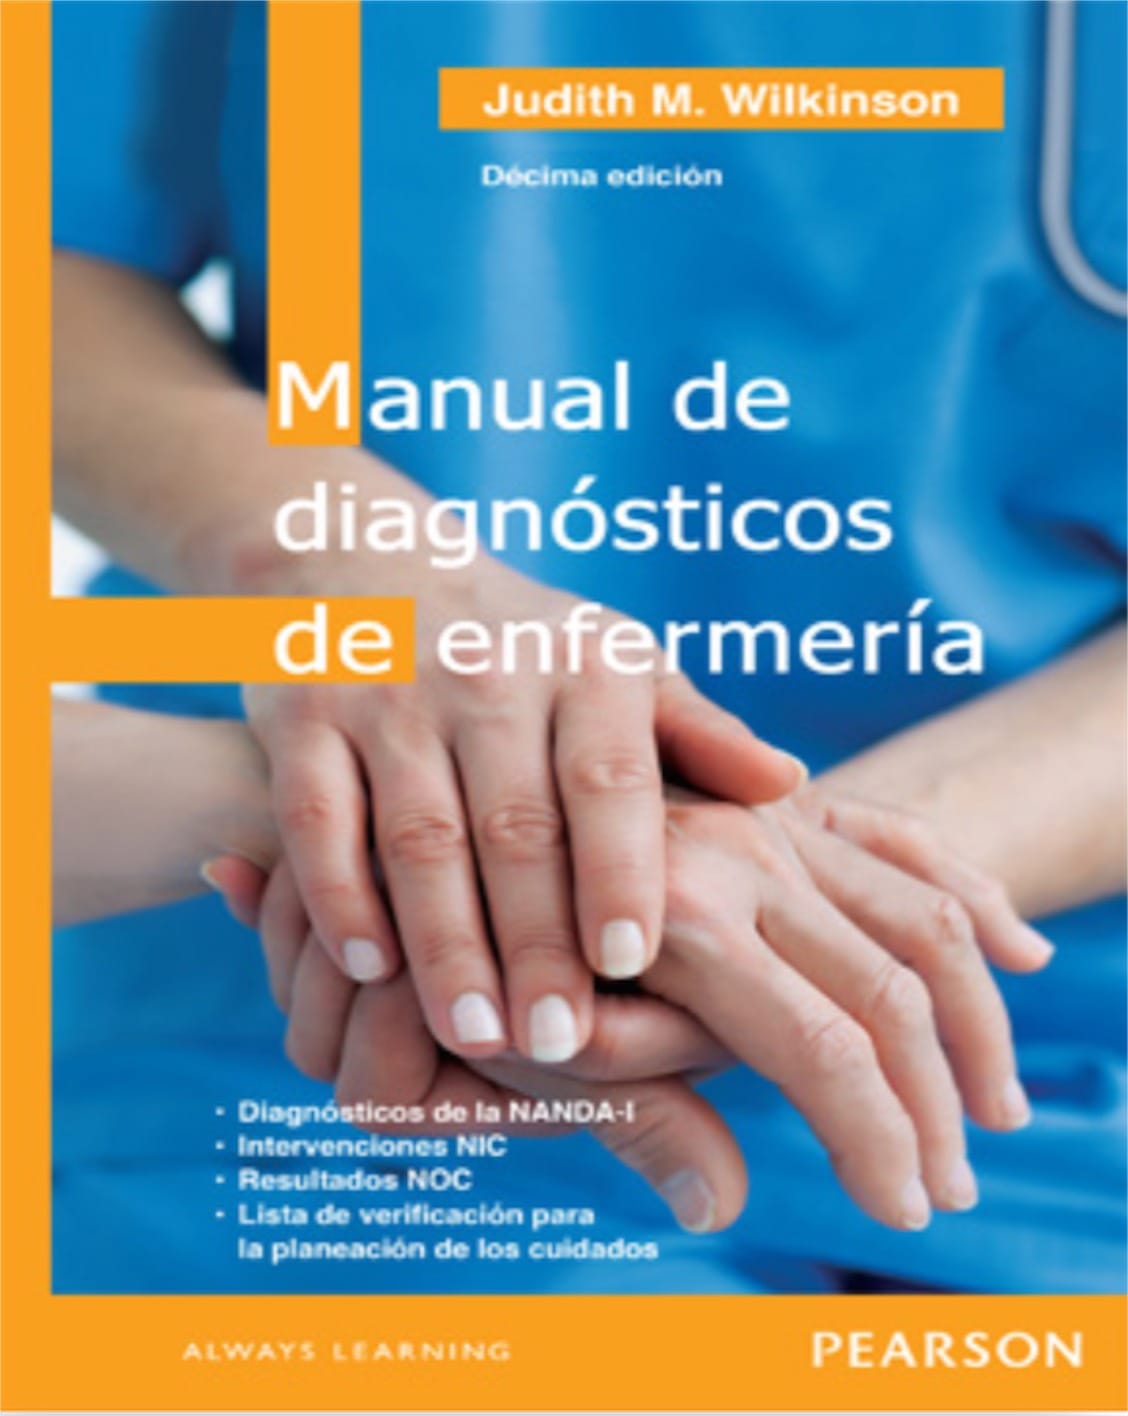 Judith M. Wilkinson
Décima edición
Manual de
diagnósticos
de enfermería
· Diagnósticos de la NANDA-I
· Intervenciones NIC
· Resultados NOC
· Lista de verificación para
la planeación de los cuidados
ALWAYS LEARNING
PEARSON